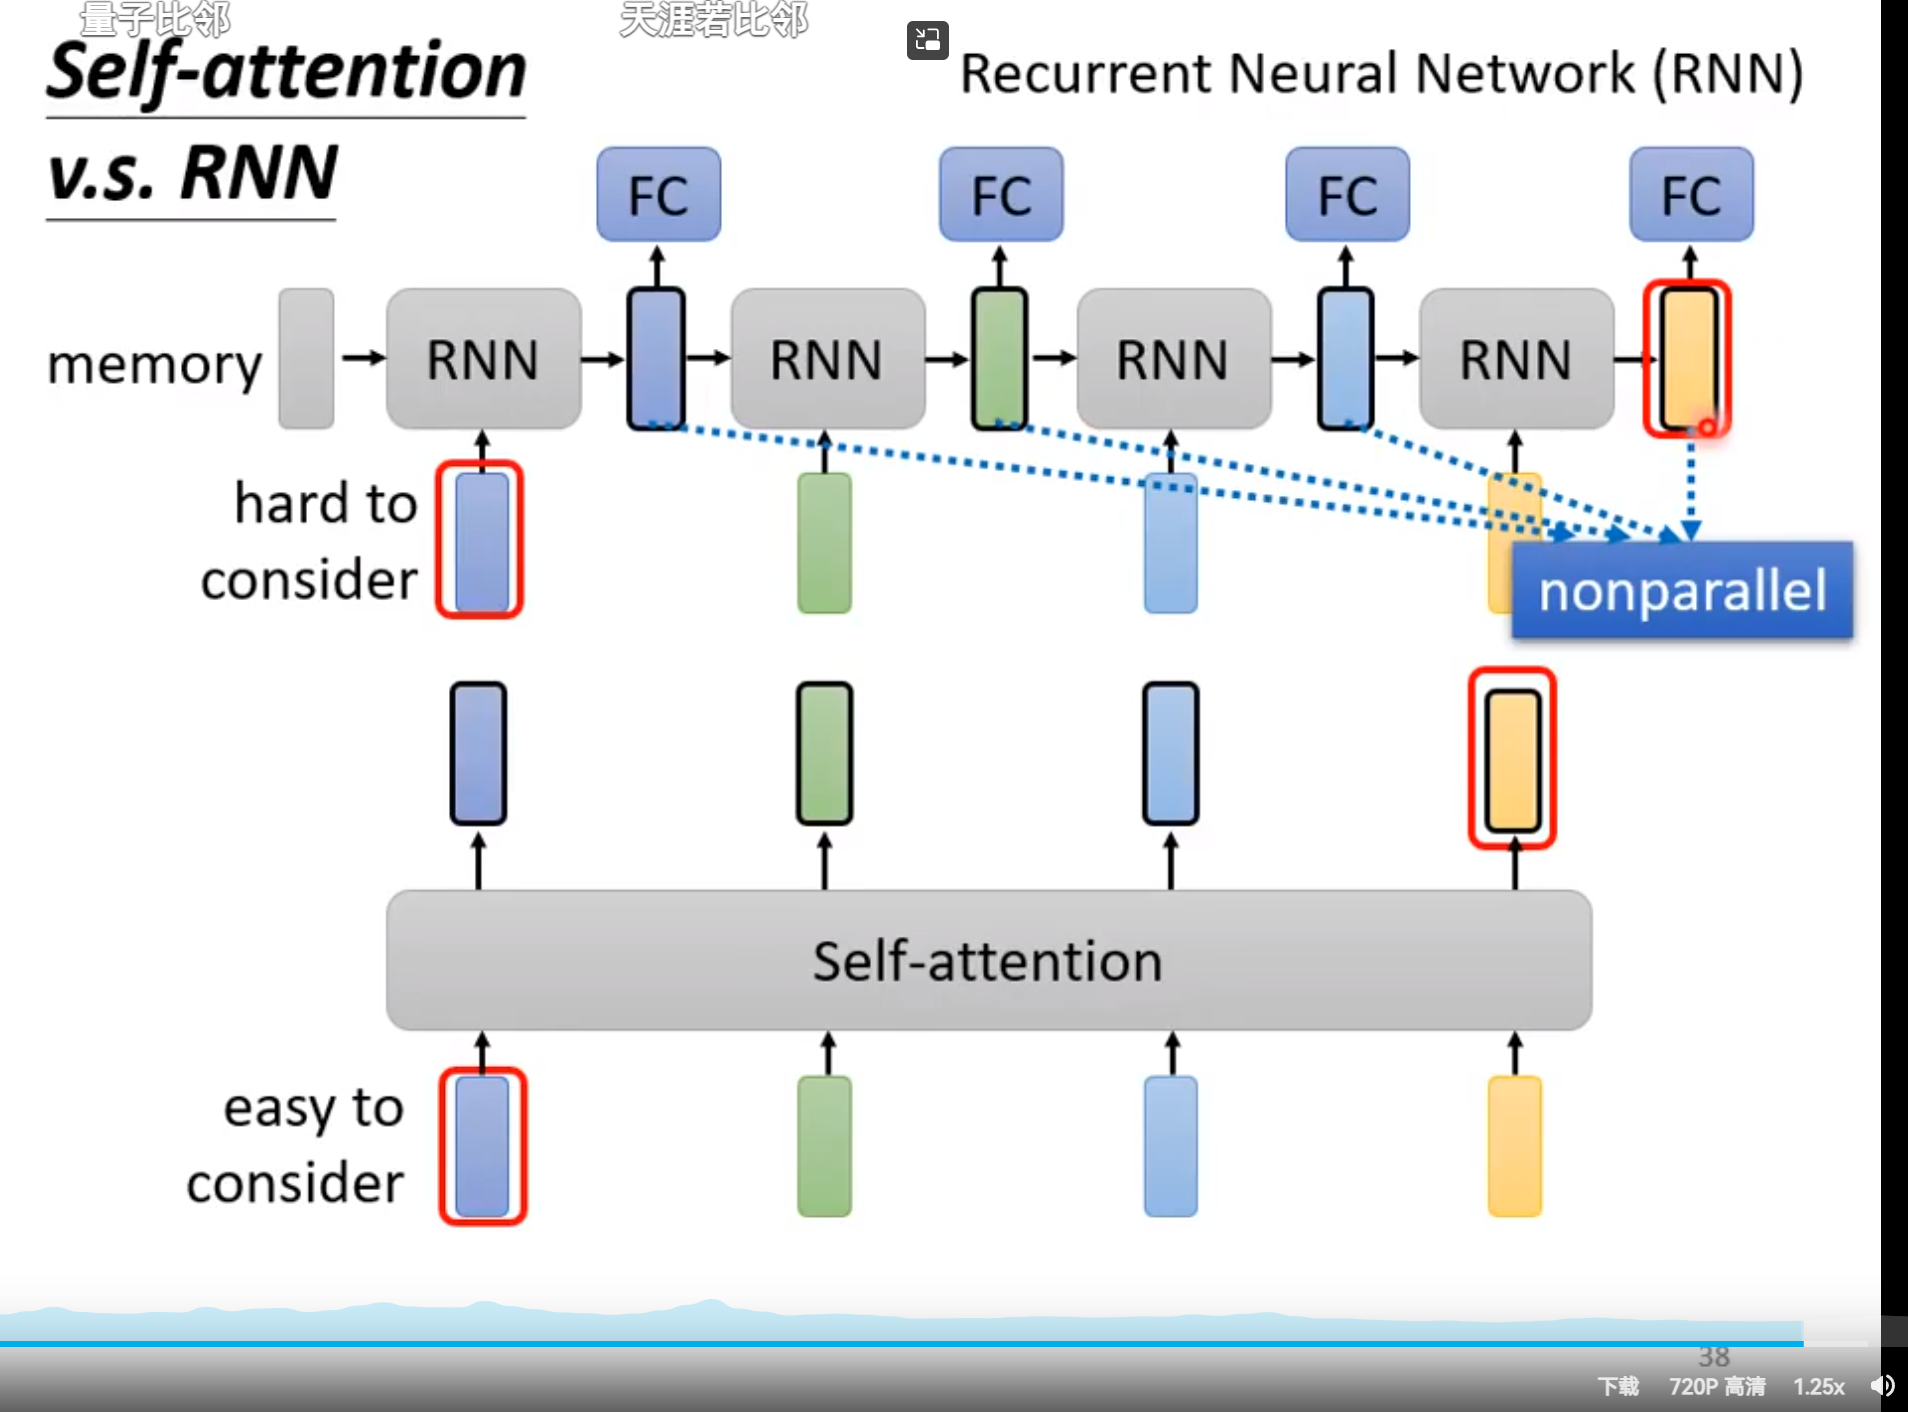 量子比邻
天涯若比邻
Self-attention
v.s. RNN
Recurrent Neural Network (RNN)
FC
FC
FC
FC
memory
RNN
RNN
RNN
RNN
hard to
consider
nonparallel
Self-attention
easy to
consider
38
下载
720P 高清
1.25x